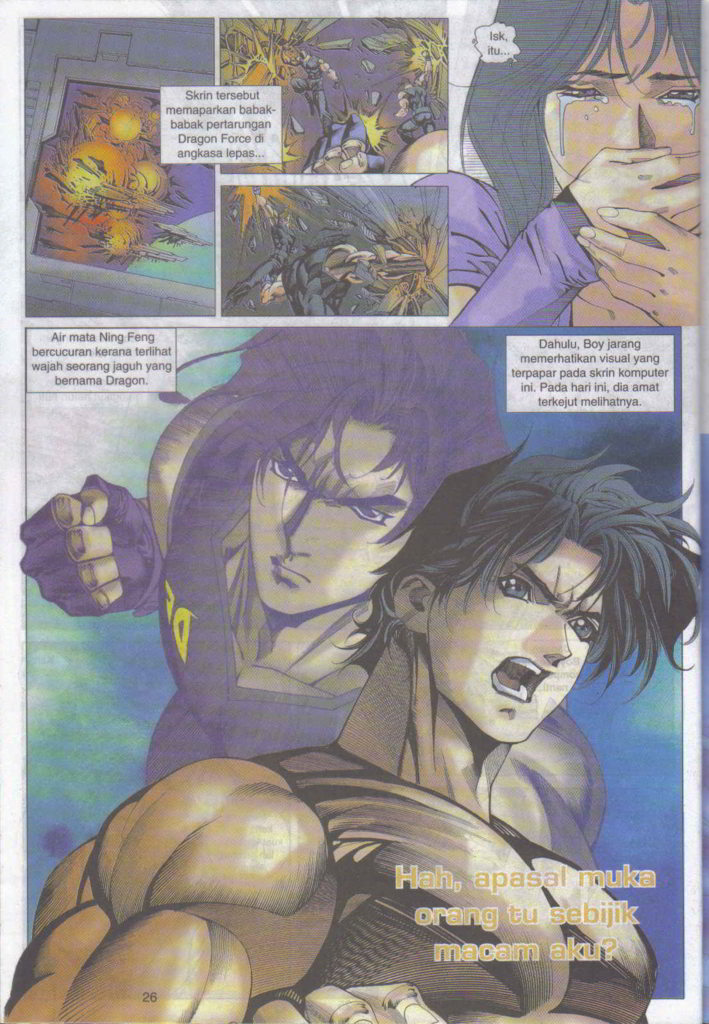 Isk,
itu...
Skrin tersebut
memaparkan babak-
babak pertarungan
Dragon Force di
angkasa lepas...
Air mata Ning Feng
bercucuran kerana terlihat
wajah seorang jaguh yang
bernama Dragon.
Dahulu, Boy jarang
memerhatikan visual yang
terpapar pada skrin komputer
ini. Pada hari ini, dia amat
terkejut melihatnya.
Hah, apasal muka
orang tu sebijik
macam aku?
26